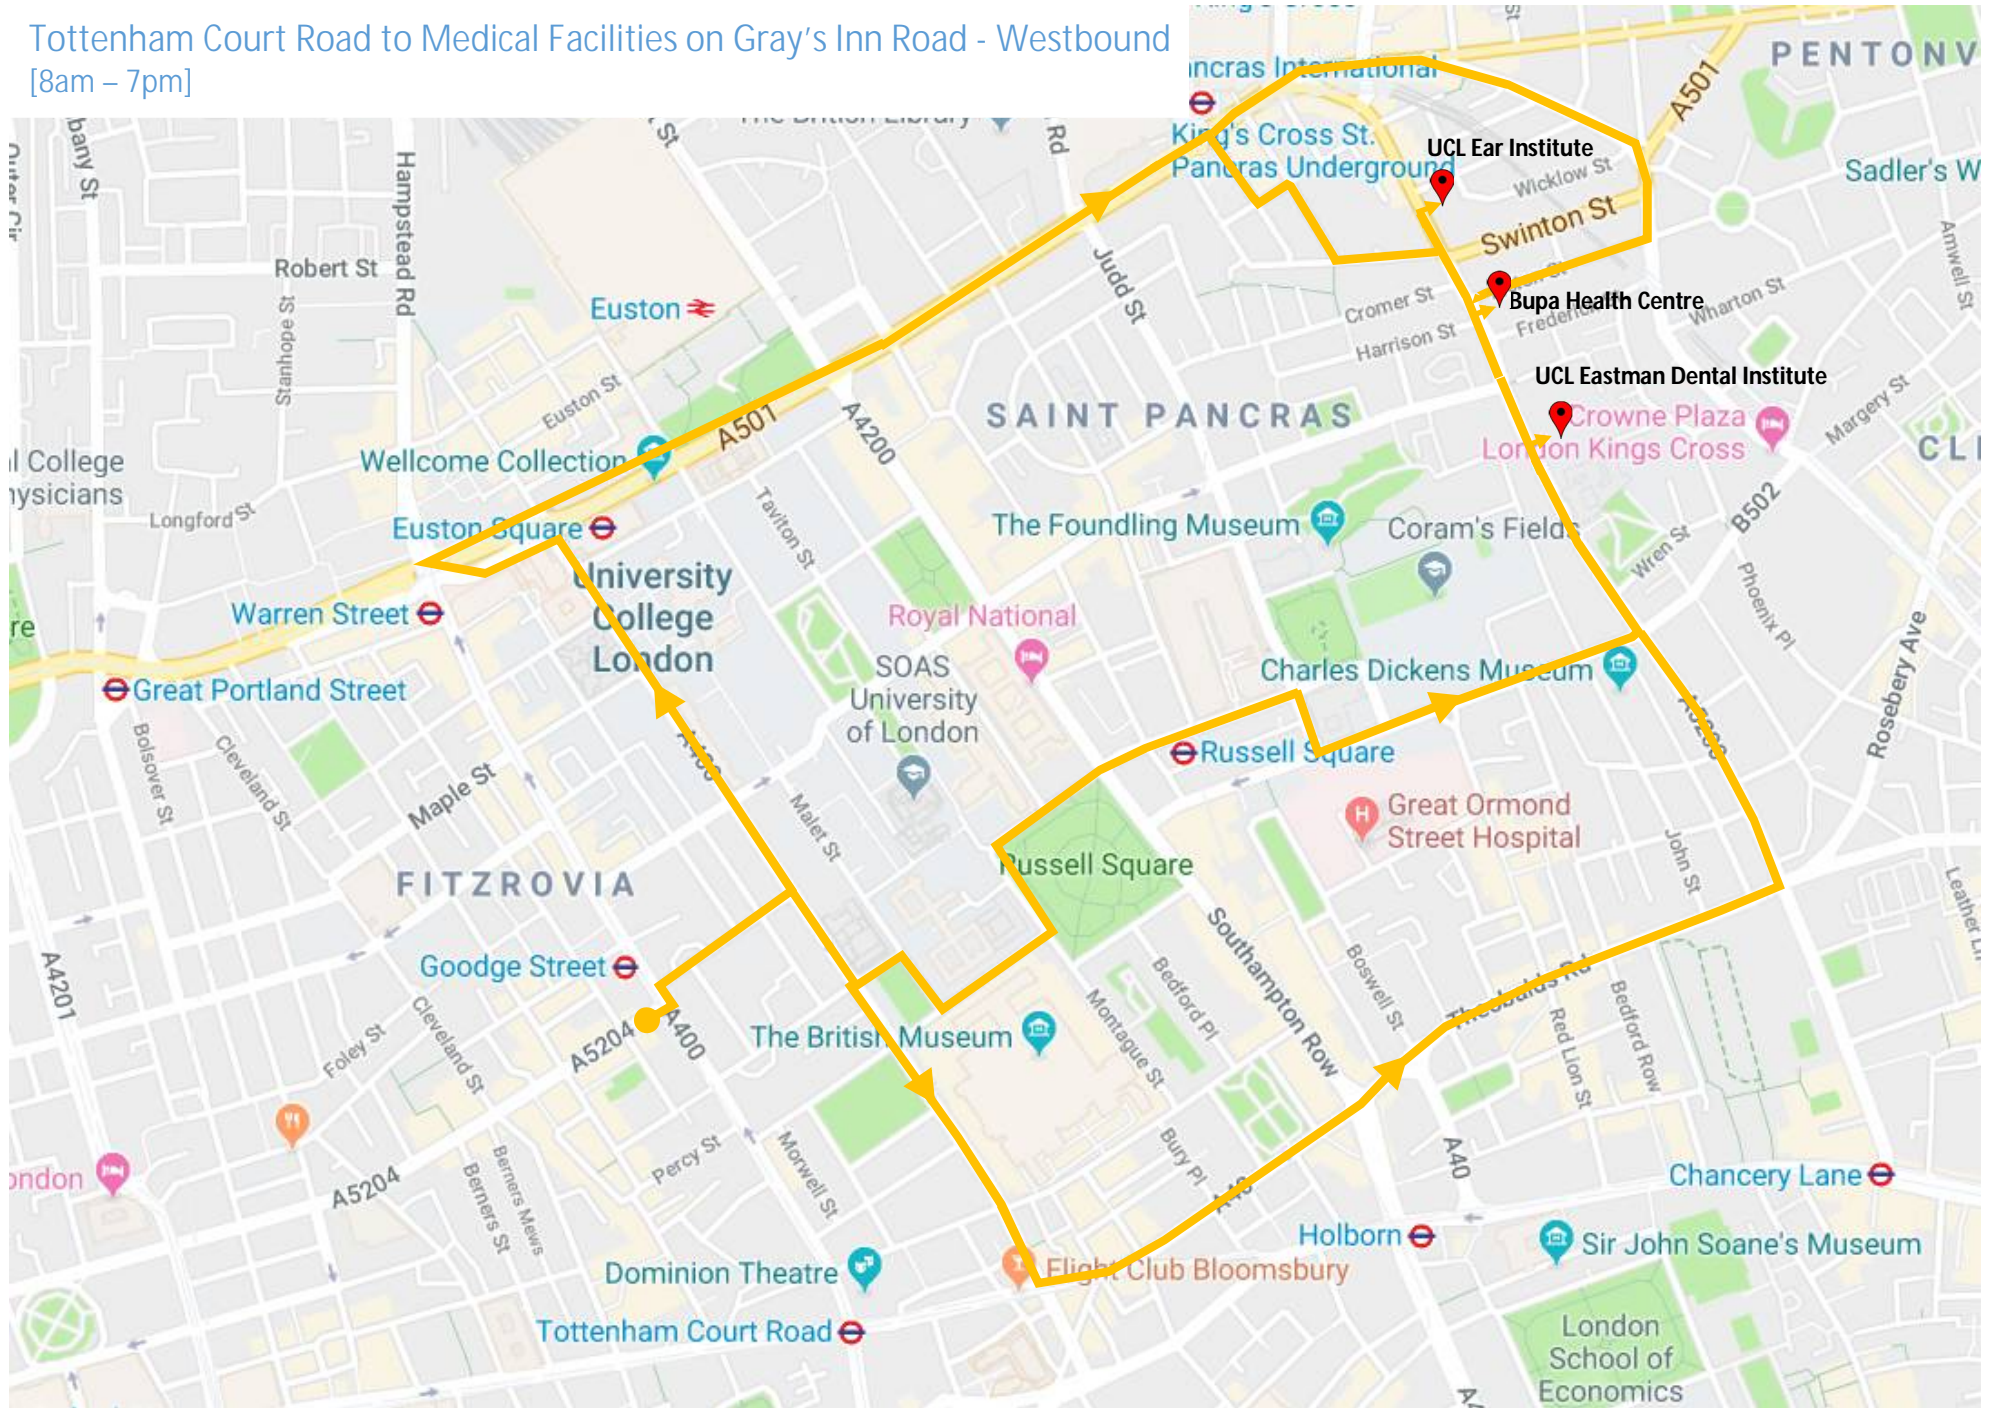 Tottenham Court Road to Medical Facilities on Gray's Inn Road - Westbound
[8am – 7pm]
PENTONV
A501
King's Cross St.
Pancras Underground
UCL Ear Institute
Wicklow St
Sadler's W
Swinton St
Hampstead Rd
Robert St
Stanhope St
Judd St
Amwell St
Euston
Cromer St
Bupa Health Centre
Wharton St
Harrison St
UCL Eastman Dental Institute
Euston St
A501
A4200
SAINT PANCRAS
Crowne Plaza
London Kings Cross
Margery St
CL
Wellcome Collection
l College
ysicians
Longford St
Euston Square
Taviton St
The Foundling Museum
Coram's Fields
B502
Wren St
Phoenix Pl
University
College
London
Warren Street
Royal National
SOAS
University
of London
Charles Dickens Museum
Rosebery Ave
Great Portland Street
Bolsover St
Cleveland St
Maple St
Russell Square
Malet St
Great Ormond
Street Hospital
Russell Square
John St
FITZROVIA
Southampton Row
Boswell St
Goodge Street
A4201
Cleveland St
Foley St
A5204
A400
The British Museum
Bedford Pl
Montague St
Theobalds Rd
Bedford Row
Red Lion St
Percy St
Morwell St
Bury Pl
A40
Chancery Lane
ondon
A5204
Berners St
Berners Mews
Holborn
Sir John Soane's Museum
Dominion Theatre
Flight Club Bloomsbury
Tottenham Court Road
London
School of
Economics